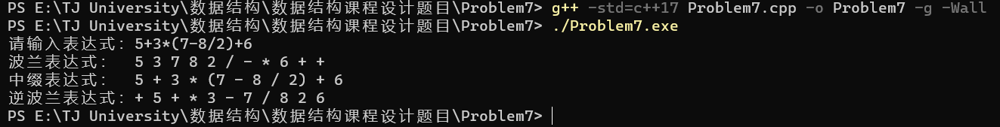 PS E:\TJ University\数据结构\数据结构课程设计题目\Problem7> g++ -std=c++17 Problem7.cpp -o Problem7 -g -Wall
PS E:\TJ University\数据结构\数据结构课程设计题目\Problem7> ./Problem7.exe
请输入表达式: 5+3*(7-8/2)+6
波兰表达式:   5 3 7 8 2 / - * 6 + +
中缀表达式:   5 + 3 * (7 - 8 / 2) + 6
逆波兰表达式: + 5 + * 3 - 7 / 8 2 6
PS E:\TJ University\数据结构\数据结构课程设计题目\Problem7>